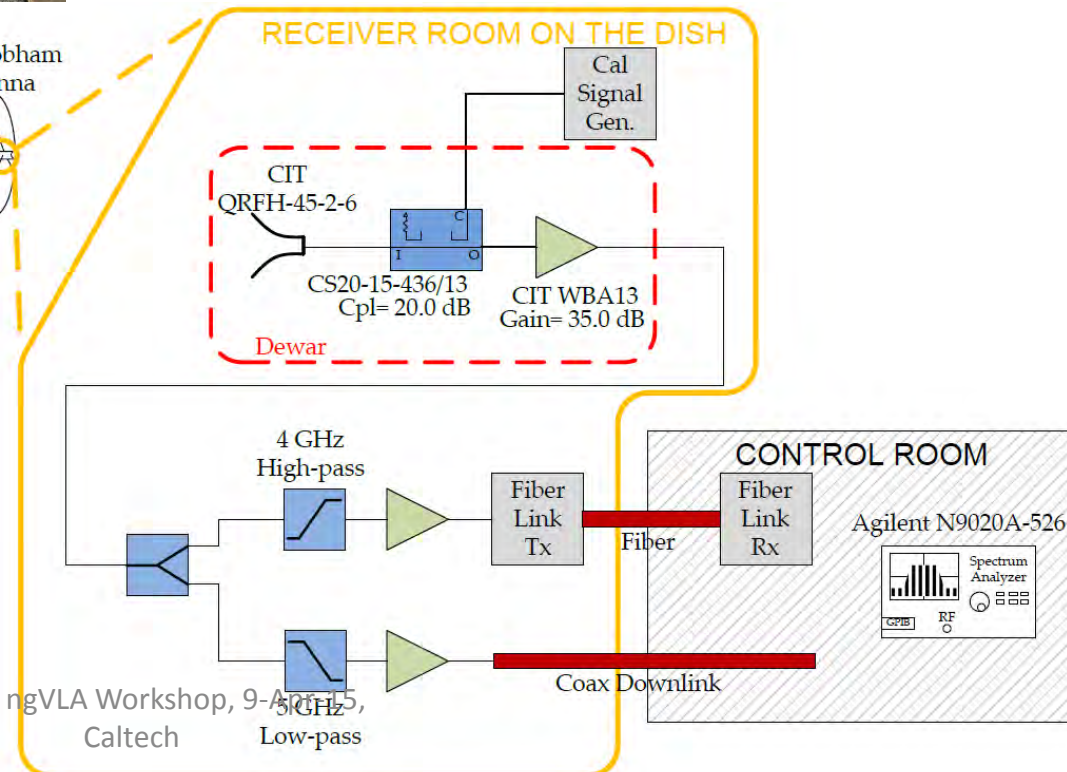 RECEIVER ROOM ON THE DISH
Cal
Signal
Gen.
CIT
QRFH-45-2-6
C
I
O
CS20-15-436/13
Cpl= 20.0 dB
CIT WBA13
Gain= 35.0 dB
Dewar
4 GHz
High-pass
Fiber
Link
Tx
Fiber
CONTROL ROOM
Fiber
Link
Rx
Agilent N9020A-526
Spectrum
Analyzer
GPIB
RF
Coax Downlink
ngVLA Workshop, 9-Apr-15,
Caltech
GHz
Low-pass